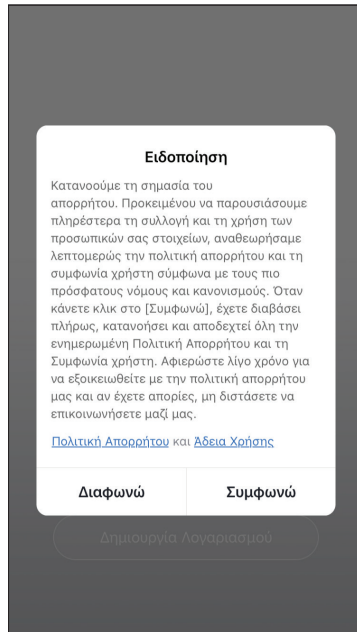 Ειδοποίηση
Κατανοούμε τη σημασία του
απορρήτου. Προκειμένου να παρουσιάσουμε
πληρέστερα τη συλλογή και τη χρήση των
προσωπικών σας στοιχείων, αναθεωρήσαμε
λεπτομερώς την πολιτική απορρήτου και τη
συμφωνία χρήστη σύμφωνα με τους πιο
πρόσφατους νόμους και κανονισμούς. Όταν
κάνετε κλικ στο [Συμφωνώ], έχετε διαβάσει
πλήρως, κατανοήσει και αποδεχτεί όλη την
ενημερωμένη Πολιτική Απορρήτου και τη
Συμφωνία χρήστη. Αφιερώστε λίγο χρόνο για
να εξοικειωθείτε με την πολιτική απορρήτου
μας και αν έχετε απορίες, μη διστάσετε να
επικοινωνήσετε μαζί μας.
Πολιτική Απορρήτου και Άδεια Χρήσης
Διαφωνώ Συμφωνώ
Δημιουργία Λογαριασμού